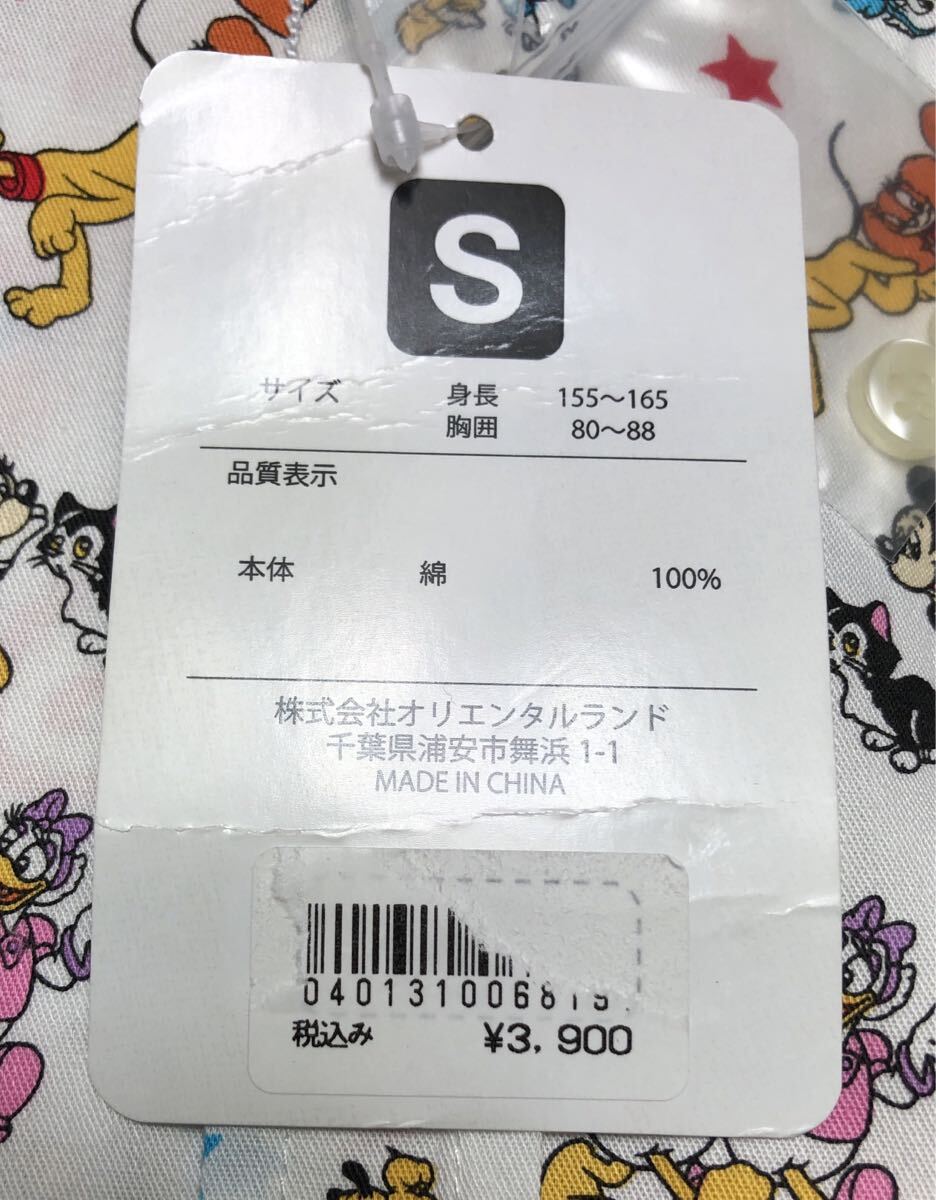 S
サイズ 身長 155～165
胸囲 80～88
品質表示
本体 綿 100%
株式会社オリエンタルランド
千葉県浦安市舞浜 1-1
MADE IN CHINA
税込み ¥3,900